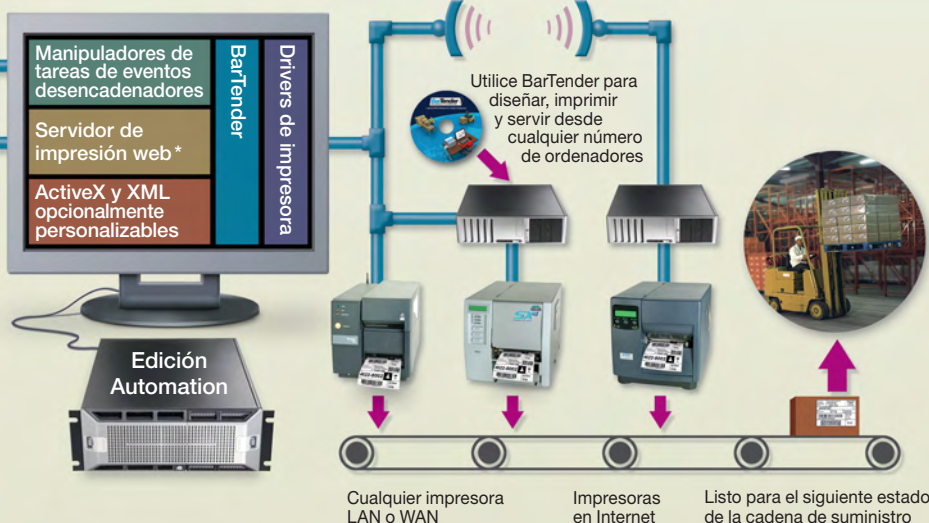 Manipuladores de
tareas de eventos
desencadenadores
Servidor de
impresión web*
ActiveX y XML
opcionalmente
personalizables
BarTender
Drivers de impresora
Edición
Automation
Utilice BarTender para
diseñar, imprimir
y servir desde
cualquier número
de ordenadores
BarTender
Cualquier impresora
LAN o WAN
Impresoras
en Internet
Listo para el siguiente estado
de la cadena de suministro